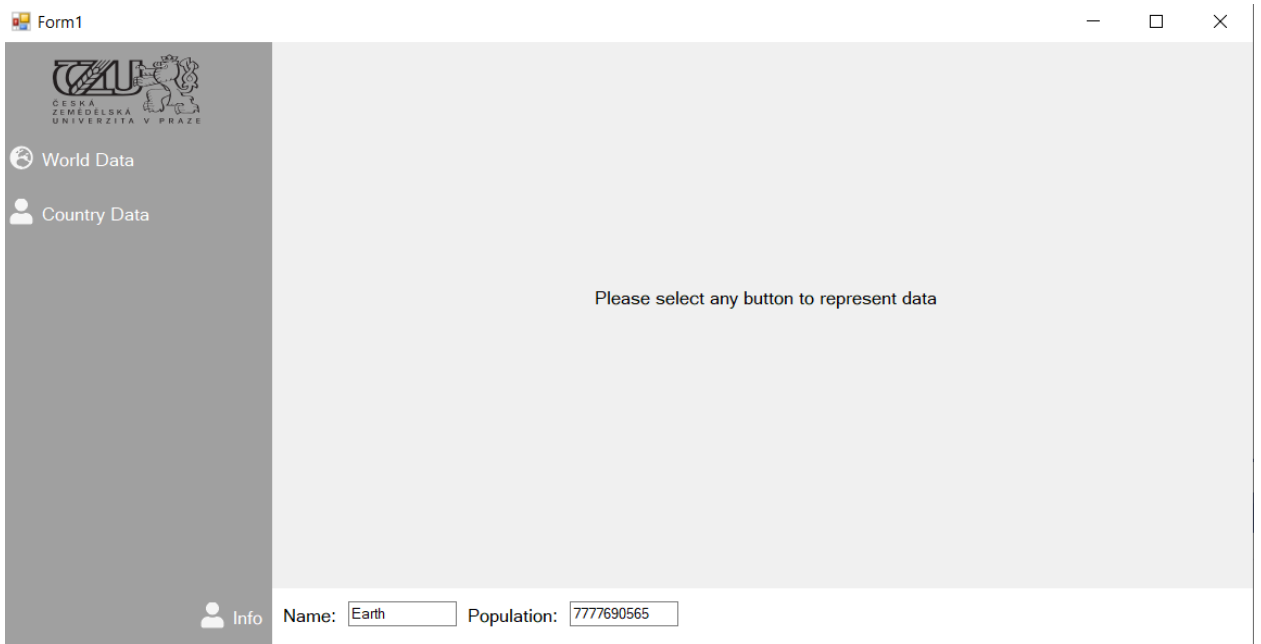 Form1
ČZU
ČESKÁ
ZEMĚDĚLSKÁ
UNIVERZITA V PRAZE
World Data
Country Data
Please select any button to represent data
Info
Name: Earth Population: 7777690565